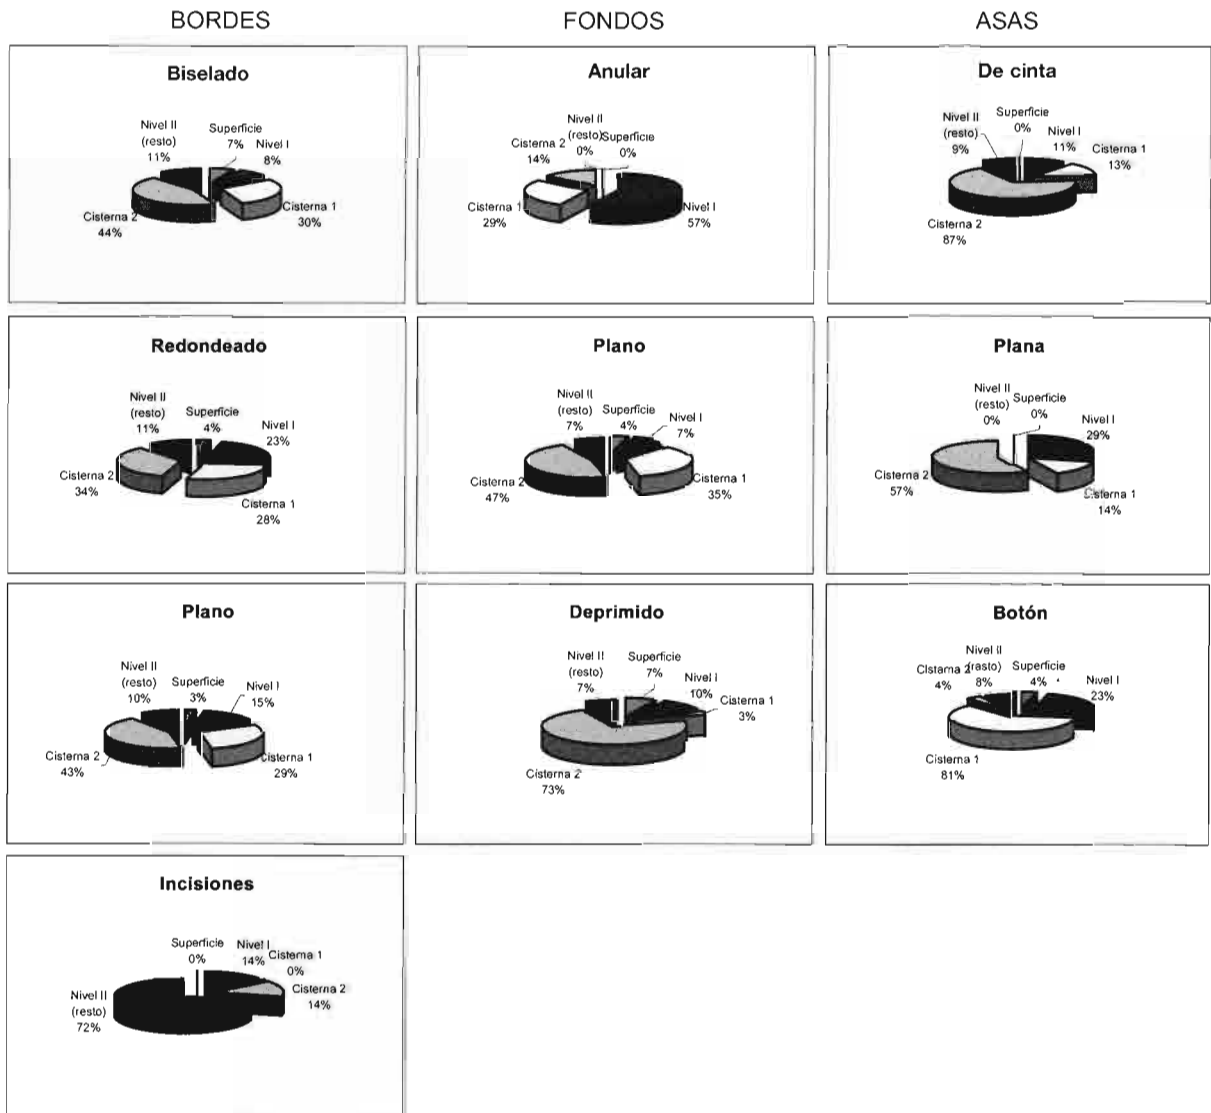 BORDES
FONDOS
ASAS
Biselado
Nivel II
(resto)
11%
Superficie
7%
Nivel I
8%
Cisterna 2
44%
Cisterna 1
30%
Anular
Nivel II
(resto)
0%
Superficie
0%
Cisterna 2
14%
Cisterna 1
29%
Nivel I
57%
De cinta
Nivel II
(resto)
9%
Superficie
0%
Nivel I
11%
Cisterna 1
13%
Cisterna 2
87%
Redondeado
Nivel II
(resto)
11%
Superficie
4%
Nivel I
23%
Cisterna 2
34%
Cisterna 1
28%
Plano
Nivel II
(resto)
7%
Superficie
4%
Nivel I
7%
Cisterna 2
47%
Cisterna 1
35%
Plana
Nivel II
(resto)
0%
Superficie
0%
Nivel I
29%
Cisterna 2
57%
Cisterna 1
14%
Plano
Nivel II
(resto)
10%
Superficie
3%
Nivel I
15%
Cisterna 2
43%
Cisterna 1
29%
Deprimido
Nivel II
(resto)
7%
Superficie
7%
Nivel I
10%
Cisterna 1
3%
Cisterna 2
73%
Botón
Cisterna 2
4%
Nivel II
(resto)
8%
Superficie
4%
Nivel I
23%
Cisterna 1
81%
Incisiones
Superficie
0%
Nivel I
14%
Cisterna 1
0%
Cisterna 2
14%
Nivel II
(resto)
72%